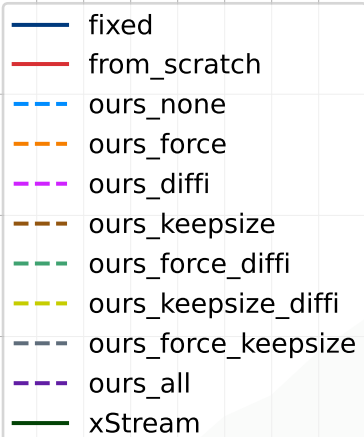 fixed
from_scratch
ours_none
ours_force
ours_diffi
ours_keepsize
ours_force_diffi
ours_keepsize_diffi
ours_force_keepsize
ours_all
xStream